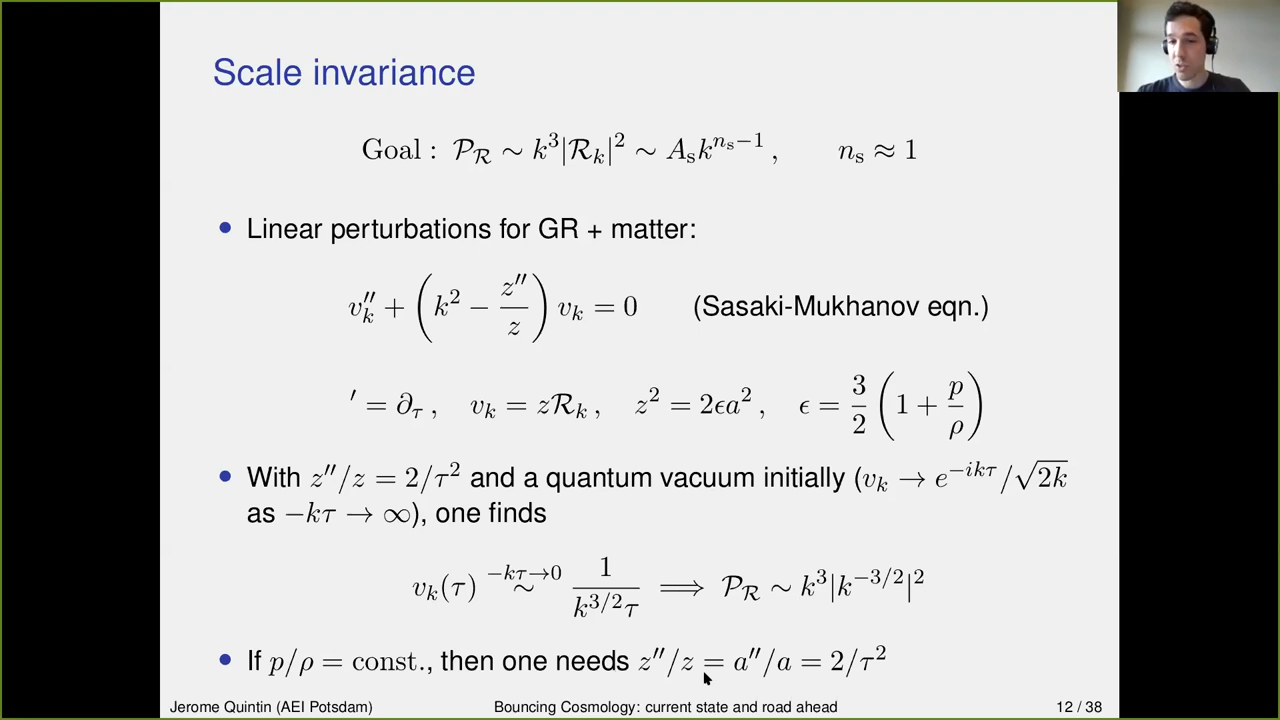 Scale invariance
Goal : 𝒫_ℛ ∼ k³|ℛ_k|² ∼ A_s k^{n_s−1} ,  n_s ≈ 1
• Linear perturbations for GR + matter:
v″_k + (k² − z″/z) v_k = 0  (Sasaki-Mukhanov eqn.)
′ = ∂_τ ,  v_k = zℛ_k ,  z² = 2ϵa² ,  ϵ = 3/2 (1 + p/ρ)
• With z″/z = 2/τ² and a quantum vacuum initially (v_k → e^{−ikτ}/√2k
as −kτ → ∞), one finds
v_k(τ) ∼^{−kτ→0} 1/(k^{3/2}τ) ⟹ 𝒫_ℛ ∼ k³|k^{−3/2}|²
• If p/ρ = const., then one needs z″/z = a″/a = 2/τ²
Jerome Quintin (AEI Potsdam) Bouncing Cosmology: current state and road ahead 12 / 38